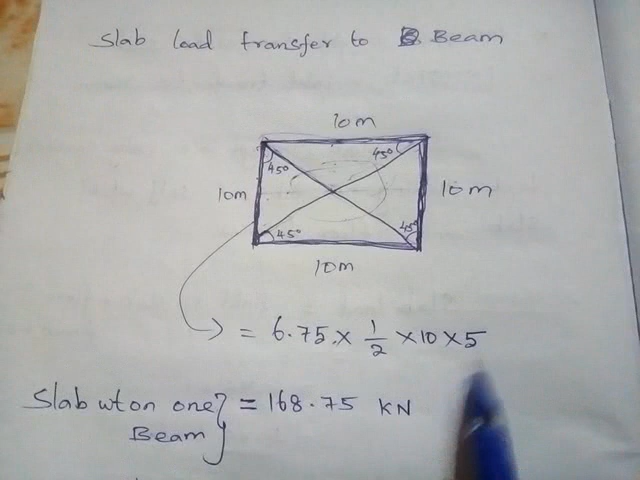 Slab load transfer to Beam
10m
45° 45°
10m 10m
45° 45°
10m
= 6.75 × 1/2 × 10 × 5
Slab wt on one } = 168.75 KN
Beam